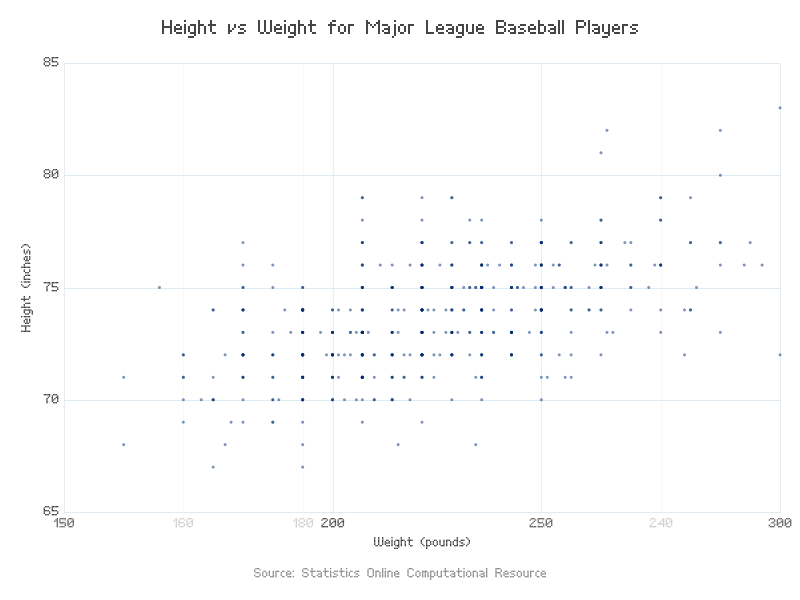 Height vs Weight for Major League Baseball Players
85
80
75
70
65
Height (inches)
150 160 180 200 250 240 300
Weight (pounds)
Source: Statistics Online Computational Resource